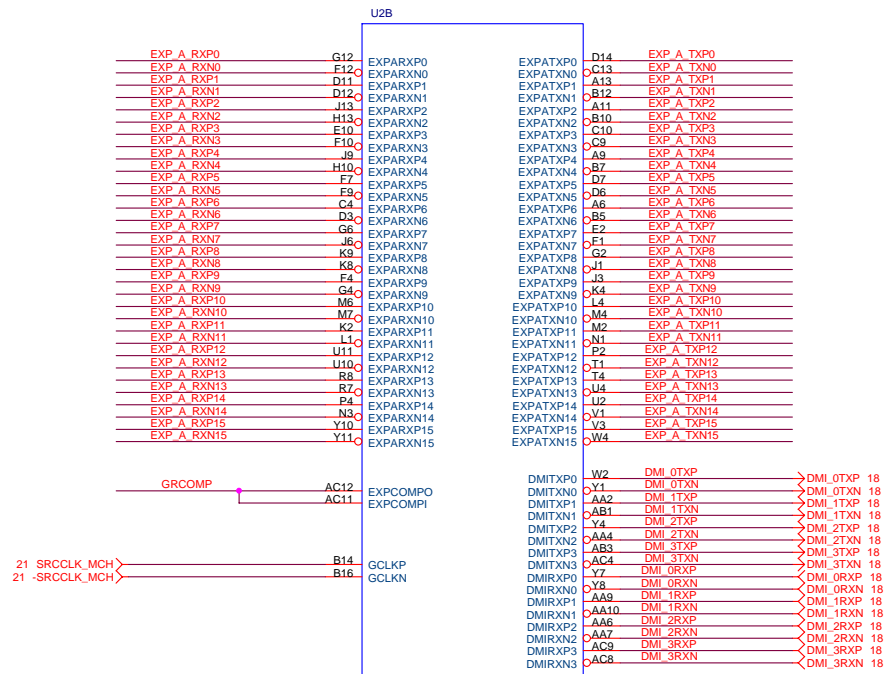 U2B
EXP_A_RXP0 G12 EXPARXP0 EXPATXP0 D14 EXP_A_TXP0
EXP_A_RXN0 F12 EXPARXN0 EXPATXN0 C13 EXP_A_TXN0
EXP_A_RXP1 D11 EXPARXP1 EXPATXP1 A13 EXP_A_TXP1
EXP_A_RXN1 D12 EXPARXN1 EXPATXN1 B12 EXP_A_TXN1
EXP_A_RXP2 J13 EXPARXP2 EXPATXP2 A11 EXP_A_TXP2
EXP_A_RXN2 H13 EXPARXN2 EXPATXN2 B10 EXP_A_TXN2
EXP_A_RXP3 E10 EXPARXP3 EXPATXP3 C10 EXP_A_TXP3
EXP_A_RXN3 F10 EXPARXN3 EXPATXN3 C9 EXP_A_TXN3
EXP_A_RXP4 J9 EXPARXP4 EXPATXP4 A9 EXP_A_TXP4
EXP_A_RXN4 H10 EXPARXN4 EXPATXN4 B7 EXP_A_TXN4
EXP_A_RXP5 F7 EXPARXP5 EXPATXP5 D7 EXP_A_TXP5
EXP_A_RXN5 F9 EXPARXN5 EXPATXN5 D6 EXP_A_TXN5
EXP_A_RXP6 C4 EXPARXP6 EXPATXP6 A6 EXP_A_TXP6
EXP_A_RXN6 D3 EXPARXN6 EXPATXN6 B5 EXP_A_TXN6
EXP_A_RXP7 G6 EXPARXP7 EXPATXP7 E2 EXP_A_TXP7
EXP_A_RXN7 J6 EXPARXN7 EXPATXN7 F1 EXP_A_TXN7
EXP_A_RXP8 K9 EXPARXP8 EXPATXP8 G2 EXP_A_TXP8
EXP_A_RXN8 K8 EXPARXN8 EXPATXN8 J1 EXP_A_TXN8
EXP_A_RXP9 F4 EXPARXP9 EXPATXP9 J3 EXP_A_TXP9
EXP_A_RXN9 G4 EXPARXN9 EXPATXN9 K4 EXP_A_TXN9
EXP_A_RXP10 M6 EXPARXP10 EXPATXP10 L4 EXP_A_TXP10
EXP_A_RXN10 M7 EXPARXN10 EXPATXN10 M4 EXP_A_TXN10
EXP_A_RXP11 K2 EXPARXP11 EXPATXP11 M2 EXP_A_TXP11
EXP_A_RXN11 L1 EXPARXN11 EXPATXN11 N1 EXP_A_TXN11
EXP_A_RXP12 U11 EXPARXP12 EXPATXP12 P2 EXP_A_TXP12
EXP_A_RXN12 U10 EXPARXN12 EXPATXN12 T1 EXP_A_TXN12
EXP_A_RXP13 R8 EXPARXP13 EXPATXP13 T4 EXP_A_TXP13
EXP_A_RXN13 R7 EXPARXN13 EXPATXN13 U4 EXP_A_TXN13
EXP_A_RXP14 P4 EXPARXP14 EXPATXP14 U2 EXP_A_TXP14
EXP_A_RXN14 N3 EXPARXN14 EXPATXN14 V1 EXP_A_TXN14
EXP_A_RXP15 Y10 EXPARXP15 EXPATXP15 V3 EXP_A_TXP15
EXP_A_RXN15 Y11 EXPARXN15 EXPATXN15 W4 EXP_A_TXN15
DMITXP0 W2 DMI_0TXP DMI_0TXP 18
GRCOMP AC12 EXPCOMPO DMITXN0 Y1 DMI_0TXN DMI_0TXN 18
AC11 EXPCOMPI DMITXP1 AA2 DMI_1TXP DMI_1TXP 18
DMITXN1 AB1 DMI_1TXN DMI_1TXN 18
DMITXP2 Y4 DMI_2TXP DMI_2TXP 18
DMITXN2 AA4 DMI_2TXN DMI_2TXN 18
DMITXP3 AB3 DMI_3TXP DMI_3TXP 18
21 SRCCLK_MCH B14 GCLKP DMITXN3 AC4 DMI_3TXN DMI_3TXN 18
21 -SRCCLK_MCH B16 GCLKN DMIRXP0 Y7 DMI_0RXP DMI_0RXP 18
DMIRXN0 Y8 DMI_0RXN DMI_0RXN 18
DMIRXP1 AA9 DMI_1RXP DMI_1RXP 18
DMIRXN1 AA10 DMI_1RXN DMI_1RXN 18
DMIRXP2 AA6 DMI_2RXP DMI_2RXP 18
DMIRXN2 AA7 DMI_2RXN DMI_2RXN 18
DMIRXP3 AC9 DMI_3RXP DMI_3RXP 18
DMIRXN3 AC8 DMI_3RXN DMI_3RXN 18